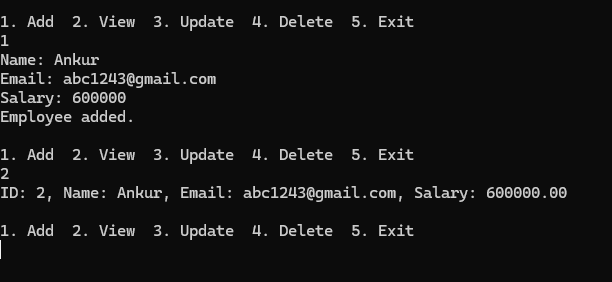 1. Add  2. View  3. Update  4. Delete  5. Exit
1
Name: Ankur
Email: abc1243@gmail.com
Salary: 600000
Employee added.
1. Add  2. View  3. Update  4. Delete  5. Exit
2
ID: 2, Name: Ankur, Email: abc1243@gmail.com, Salary: 600000.00
1. Add  2. View  3. Update  4. Delete  5. Exit